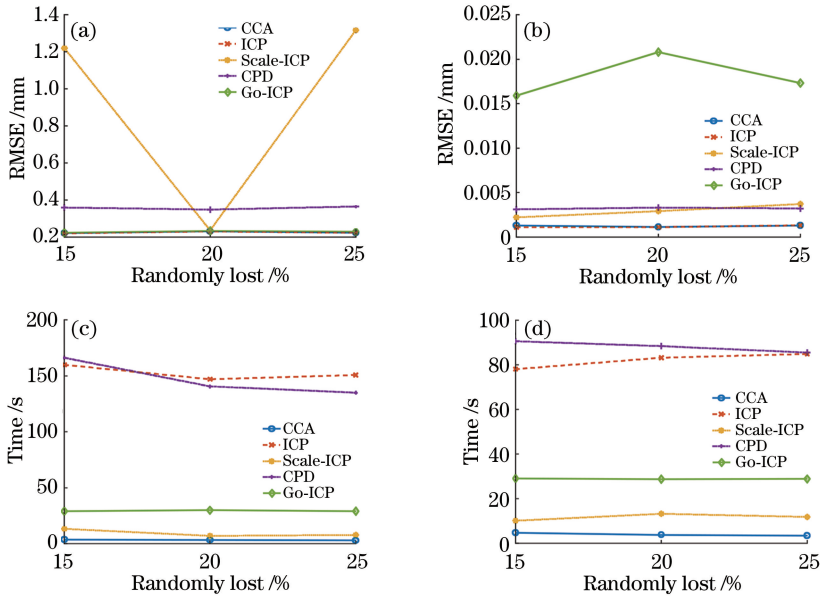 (a)
1.4
1.2
1.0
0.8
0.6
0.4
0.2
RMSE /mm
CCA
ICP
Scale-ICP
CPD
Go-ICP
15
20
25
Randomly lost /%
(b)
0.025
0.020
0.015
0.010
0.005
0
RMSE /mm
CCA
ICP
Scale-ICP
CPD
Go-ICP
15
20
25
Randomly lost /%
(c)
200
150
100
50
0
Time /s
CCA
ICP
Scale-ICP
CPD
Go-ICP
15
20
25
Randomly lost /%
(d)
100
80
60
40
20
0
Time /s
CCA
ICP
Scale-ICP
CPD
Go-ICP
15
20
25
Randomly lost /%